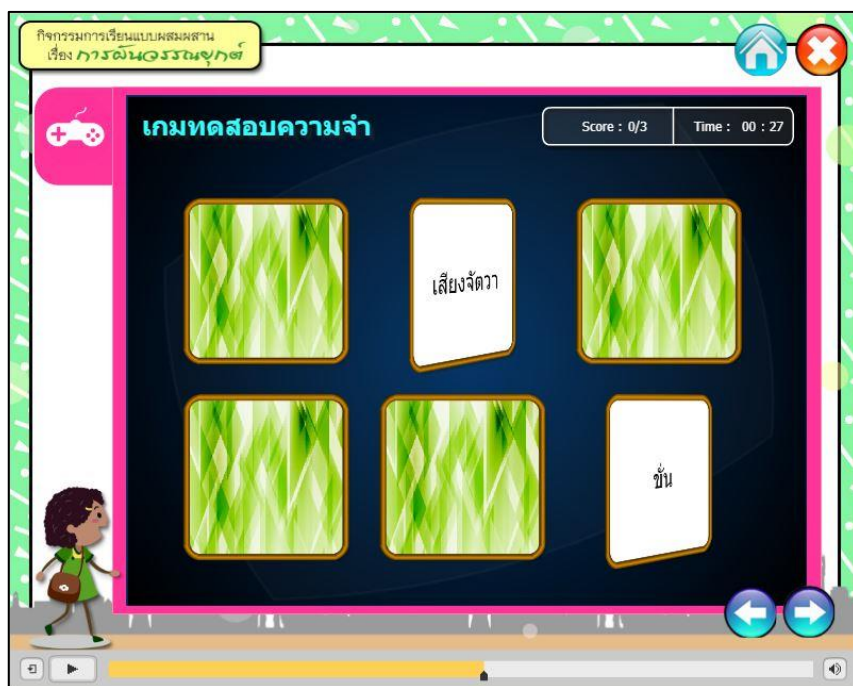 กิจกรรมการเรียนแบบผสมผสาน
เรื่อง การผันวรรณยุกต์
เกมทดสอบความจำ
Score : 0/3 Time : 00 : 27
เสียงจัตวา
ขั่น